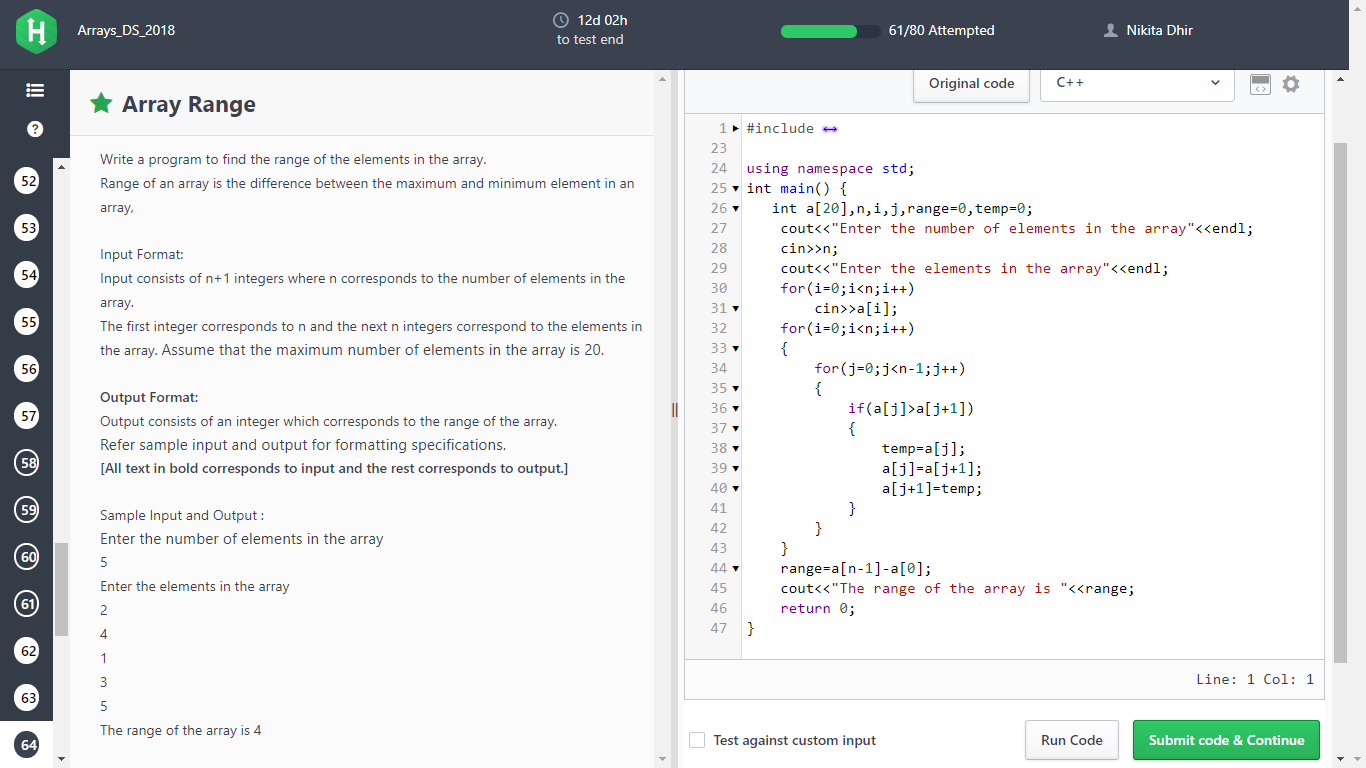 Arrays_DS_2018
12d 02h
to test end
61/80 Attempted
Nikita Dhir
?
52
53
54
55
56
57
58
59
60
61
62
63
64
Array Range
Write a program to find the range of the elements in the array.
Range of an array is the difference between the maximum and minimum element in an
array,
Input Format:
Input consists of n+1 integers where n corresponds to the number of elements in the
array.
The first integer corresponds to n and the next n integers correspond to the elements in
the array. Assume that the maximum number of elements in the array is 20.
Output Format:
Output consists of an integer which corresponds to the range of the array.
Refer sample input and output for formatting specifications.
[All text in bold corresponds to input and the rest corresponds to output.]
Sample Input and Output :
Enter the number of elements in the array
5
Enter the elements in the array
2
4
1
3
5
The range of the array is 4
Original code
C++
1 #include
23
24 using namespace std;
25 int main() {
26 int a[20],n,i,j,range=0,temp=0;
27 cout<<"Enter the number of elements in the array"<<endl;
28 cin>>n;
29 cout<<"Enter the elements in the array"<<endl;
30 for(i=0;i<n;i++)
31 cin>>a[i];
32 for(i=0;i<n;i++)
33 {
34 for(j=0;j<n-1;j++)
35 {
36 if(a[j]>a[j+1])
37 {
38 temp=a[j];
39 a[j]=a[j+1];
40 a[j+1]=temp;
41 }
42 }
43 }
44 range=a[n-1]-a[0];
45 cout<<"The range of the array is "<<range;
46 return 0;
47 }
Line: 1 Col: 1
Test against custom input
Run Code
Submit code & Continue